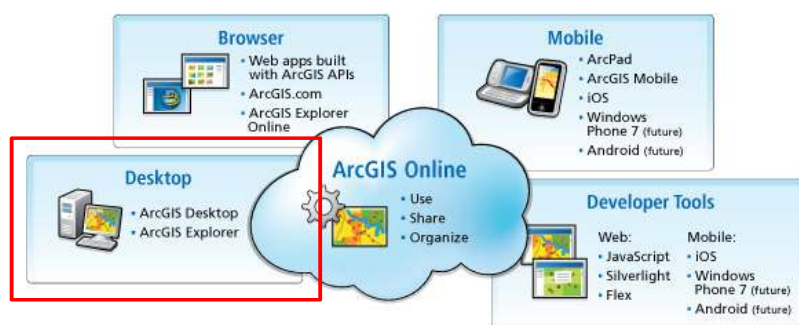 Browser
• Web apps built
with ArcGIS APIs
• ArcGIS.com
• ArcGIS Explorer
Online
Mobile
• ArcPad
• ArcGIS Mobile
• iOS
• Windows
Phone 7 (future)
• Android (future)
Desktop
• ArcGIS Desktop
• ArcGIS Explorer
ArcGIS Online
• Use
• Share
• Organize
Developer Tools
Web:
• JavaScript
• Silverlight
• Flex
Mobile:
• iOS
• Windows
Phone 7 (future)
• Android (future)